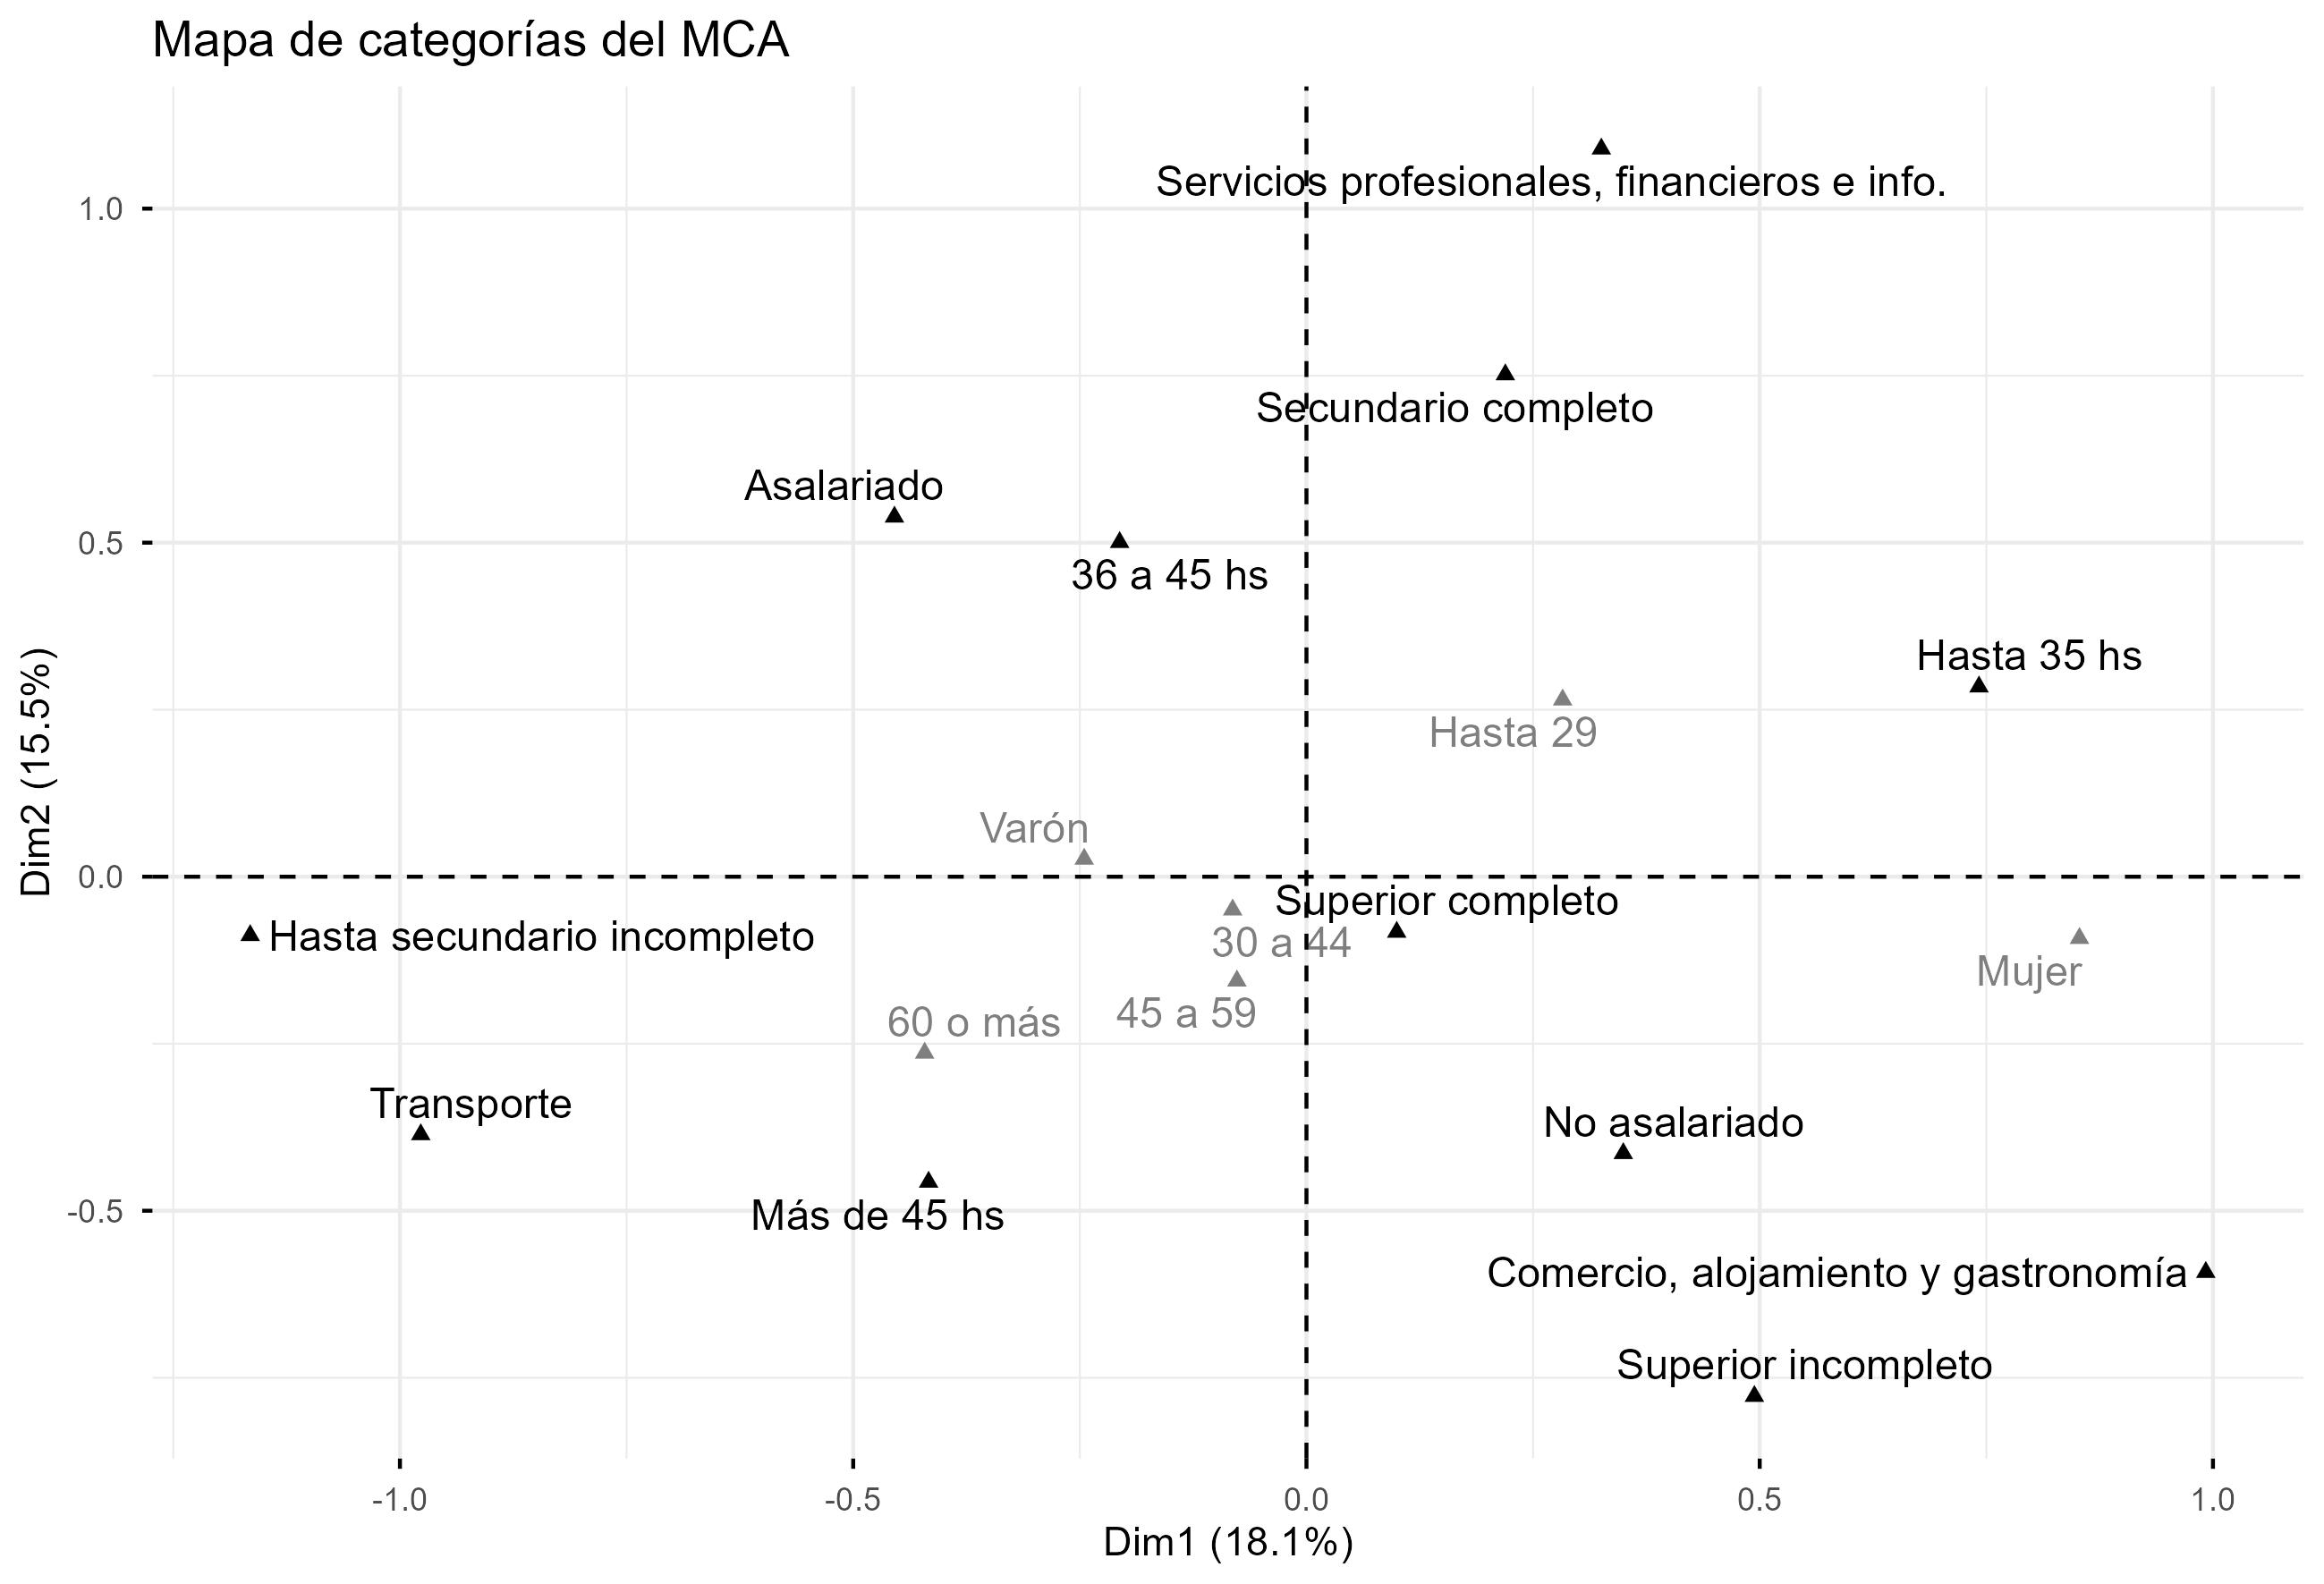 Mapa de categorías del MCA
Servicios profesionales, financieros e info.
1.0
Secundario completo
Asalariado
0.5
36 a 45 hs
Hasta 35 hs
Hasta 29
Varón
0.0
Superior completo
Hasta secundario incompleto
30 a 44
Mujer
45 a 59
60 o más
Transporte
No asalariado
Más de 45 hs
-0.5
Comercio, alojamiento y gastronomía
Superior incompleto
Dim2 (15.5%)
-1.0
-0.5
0.0
0.5
1.0
Dim1 (18.1%)